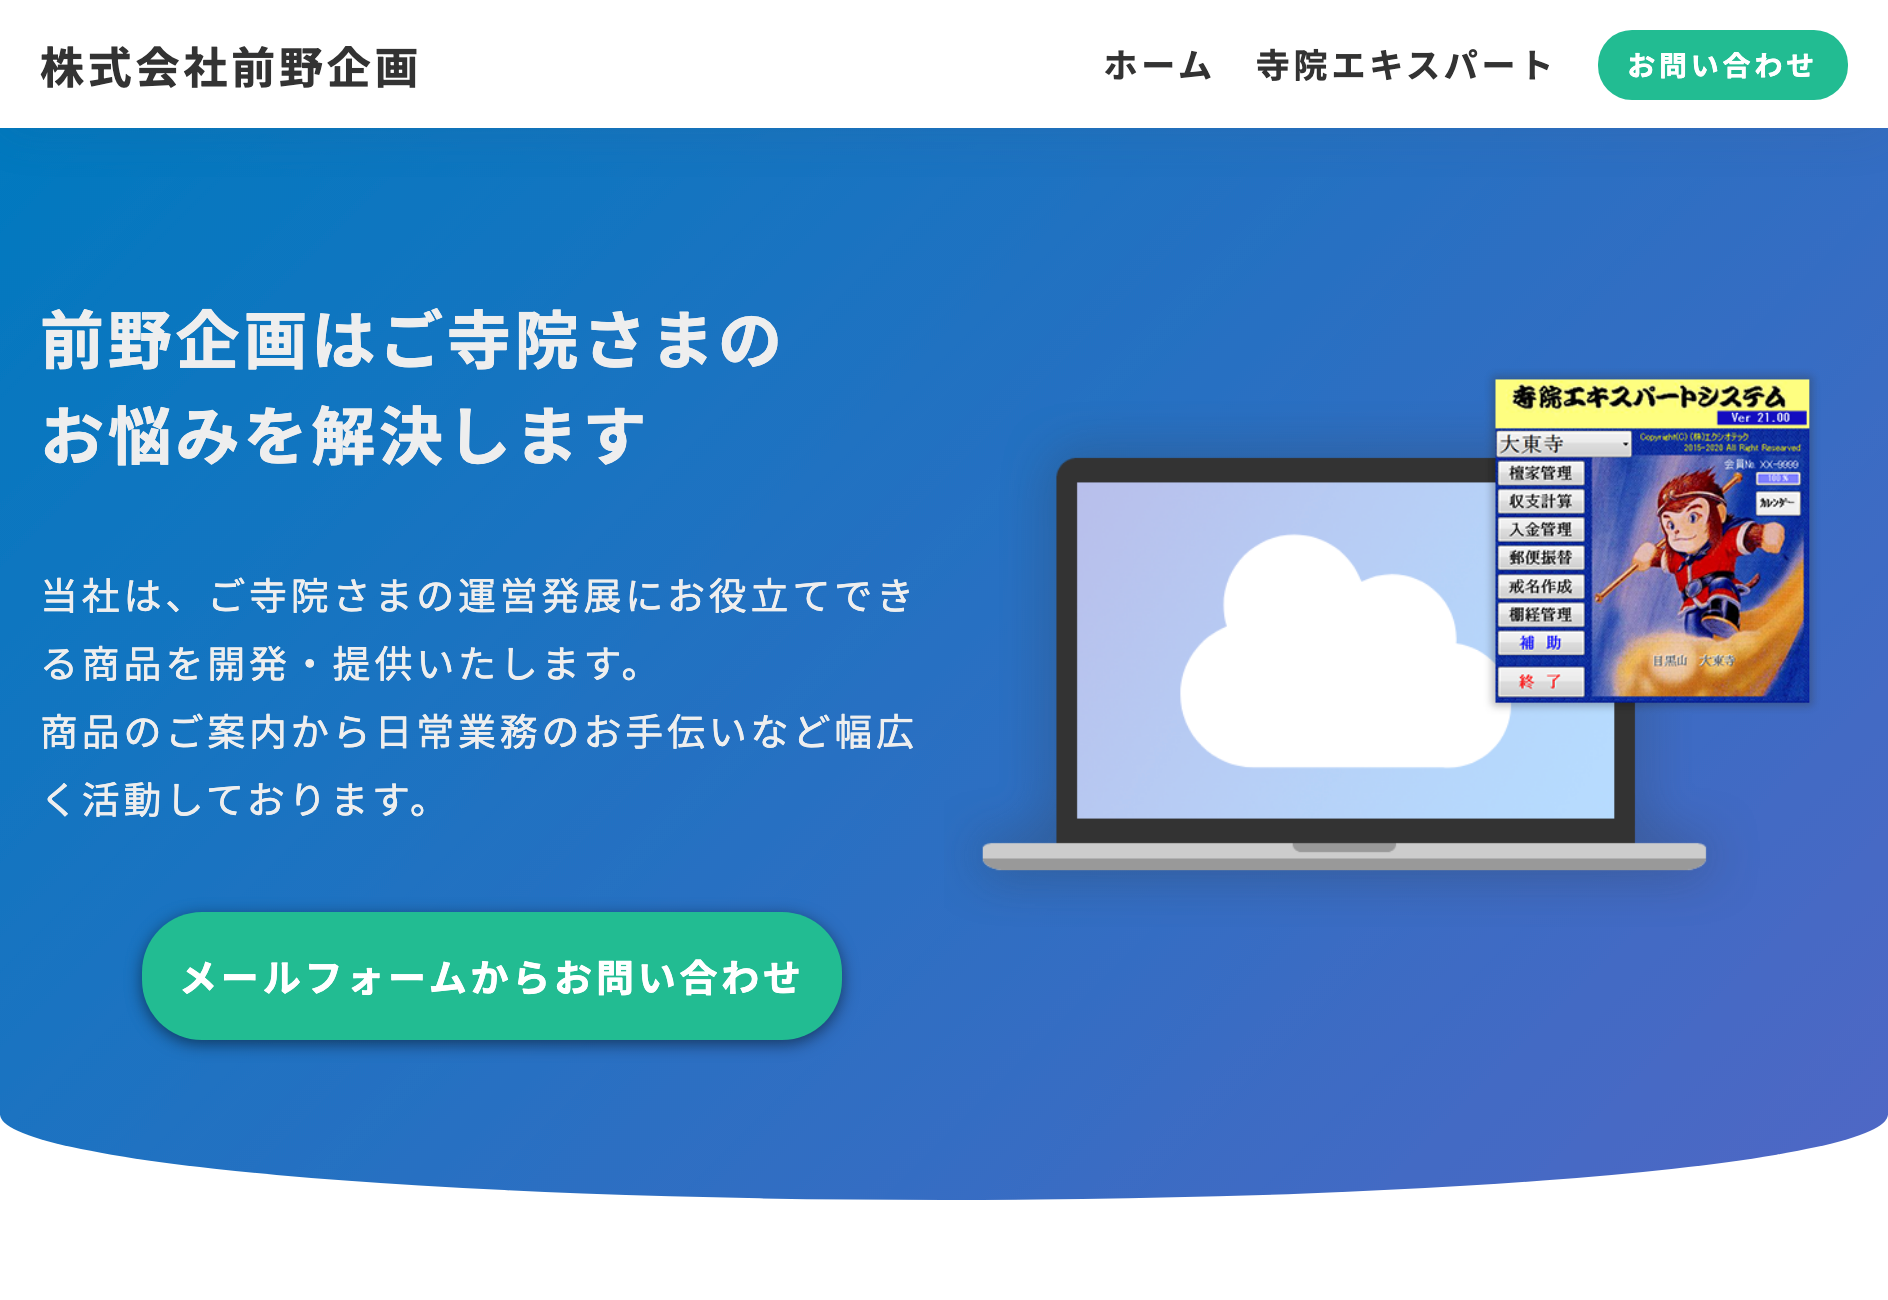 株式会社前野企画
ホーム 寺院エキスパート お問い合わせ
前野企画はご寺院さまの
お悩みを解決します
当社は、ご寺院さまの運営発展にお役立てでき
る商品を開発・提供いたします。
商品のご案内から日常業務のお手伝いなど幅広
く活動しております。
メールフォームからお問い合わせ
寺院エキスパートシステム
Ver 21.00
大東寺
Copyright(C) (株)エクシオテック
2015-2020 All Right Researved
会員№ XX-9999
100%
カレンダー
檀家管理
収支計算
入金管理
郵便振替
戒名作成
棚経管理
補 助
終 了
目黒山 大東寺